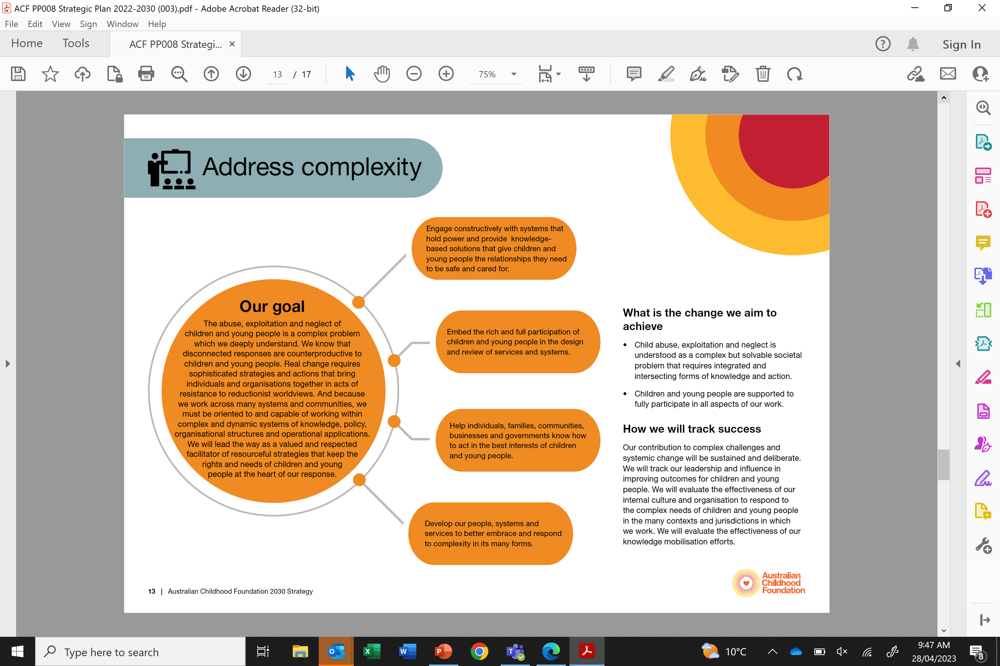 ACF PP008 Strategic Plan 2022-2030 (003).pdf - Adobe Acrobat Reader (32-bit)
File Edit View Sign Window Help
Home Tools ACF PP008 Strategi... Sign In
13 / 17 75%
Address complexity
Engage constructively with systems that
hold power and provide knowledge-
based solutions that give children and
young people the relationships they need
to be safe and cared for.
Our goal
The abuse, exploitation and neglect of
children and young people is a complex problem
which we deeply understand. We know that
disconnected responses are counterproductive to
children and young people. Real change requires
sophisticated strategies and actions that bring
individuals and organisations together in acts of
resistance to reductionist worldviews. And because
we work across many systems and communities, we
must be oriented to and capable of working within
complex and dynamic systems of knowledge, policy,
organisational structures and operational applications.
We will lead the way as a valued and respected
facilitator of resourceful strategies that keep the
rights and needs of children and young
people at the heart of our response.
Embed the rich and full participation of
children and young people in the design
and review of services and systems.
Help individuals, families, communities,
businesses and governments know how
to act in the best interests of children
and young people.
Develop our people, systems and
services to better embrace and respond
to complexity in its many forms.
What is the change we aim to
achieve
• Child abuse, exploitation and neglect is
understood as a complex but solvable societal
problem that requires integrated and
intersecting forms of knowledge and action.
• Children and young people are supported to
fully participate in all aspects of our work.
How we will track success
Our contribution to complex challenges and
systemic change will be sustained and deliberate.
We will track our leadership and influence in
improving outcomes for children and young
people. We will evaluate the effectiveness of our
internal culture and organisation to respond to
the complex needs of children and young people
in the many contexts and jurisdictions in which
we work. We will evaluate the effectiveness of our
knowledge mobilisation efforts.
13 | Australian Childhood Foundation 2030 Strategy
Australian
Childhood
Foundation
Type here to search
10°C
9:47 AM
28/04/2023
8